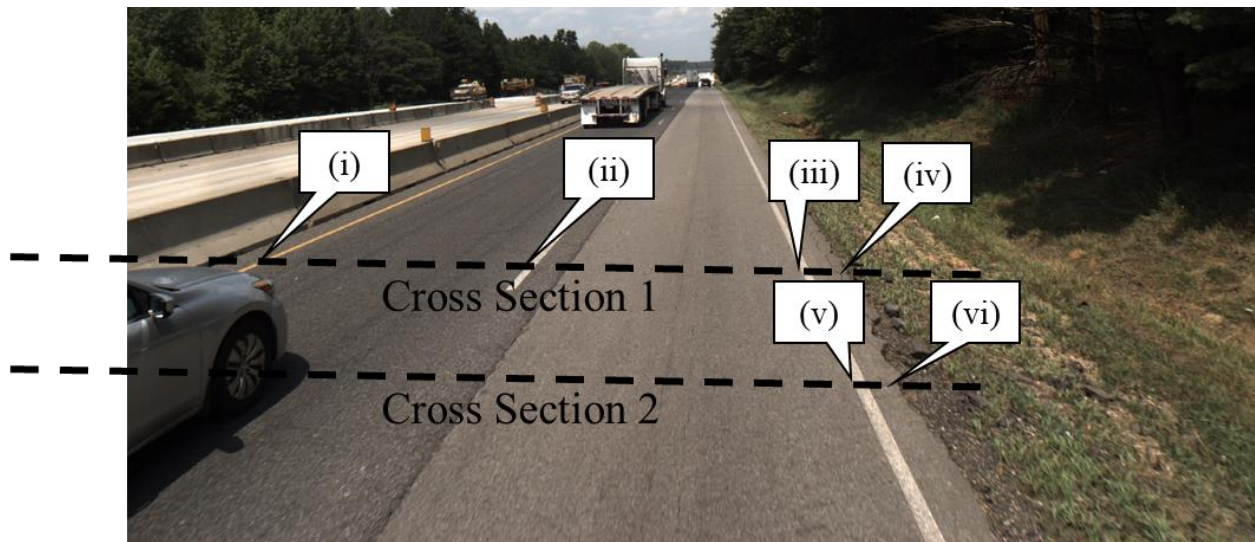 (i)
(ii)
(iii)
(iv)
Cross Section 1
(v)
(vi)
Cross Section 2